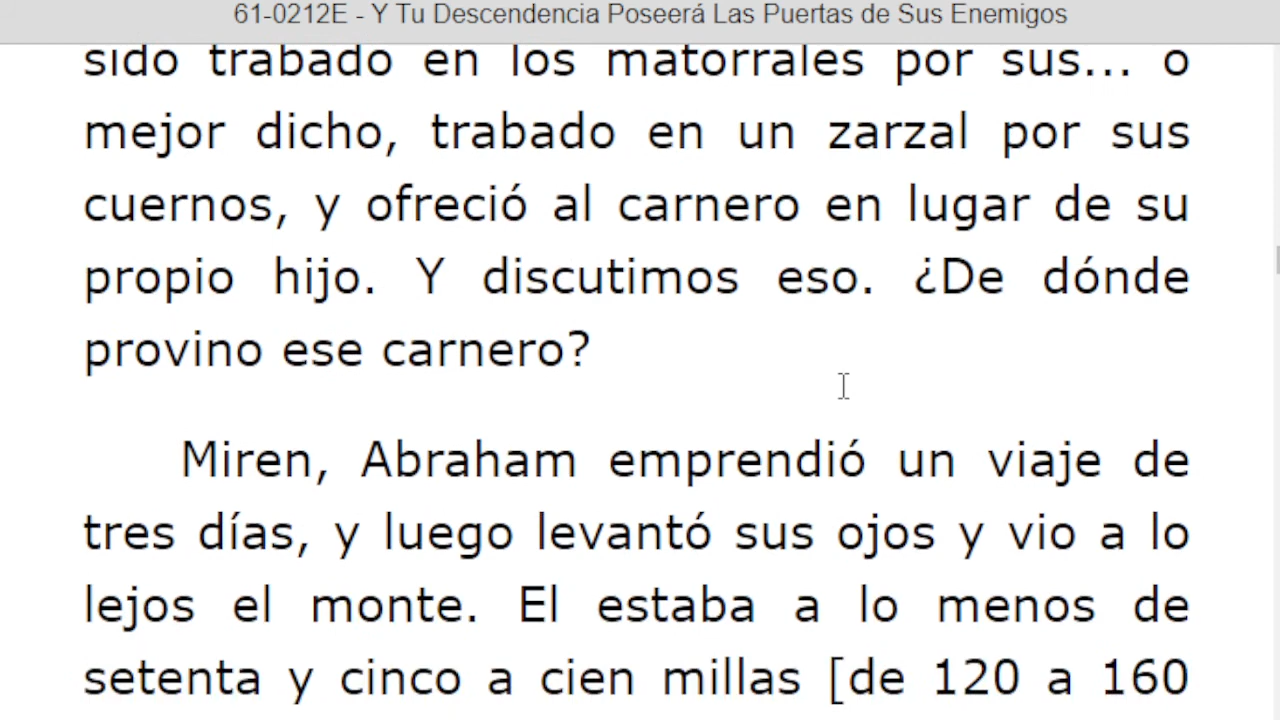 61-0212E - Y Tu Descendencia Poseerá Las Puertas de Sus Enemigos
sido trabado en los matorrales por sus... o
mejor dicho, trabado en un zarzal por sus
cuernos, y ofreció al carnero en lugar de su
propio hijo. Y discutimos eso. ¿De dónde
provino ese carnero?
Miren, Abraham emprendió un viaje de
tres días, y luego levantó sus ojos y vio a lo
lejos el monte. El estaba a lo menos de
setenta y cinco a cien millas [de 120 a 160